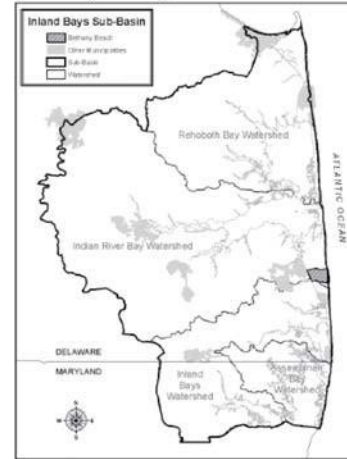 Inland Bays Sub-Basin
Bethany Beach
Other Municipalities
Sub-Basin
Watershed
Rehoboth Bay Watershed
ATLANTIC OCEAN
Indian River Bay Watershed
DELAWARE
MARYLAND
Inland
Bays
Watershed
Assawoman
Bay
Watershed
N
W
E
S